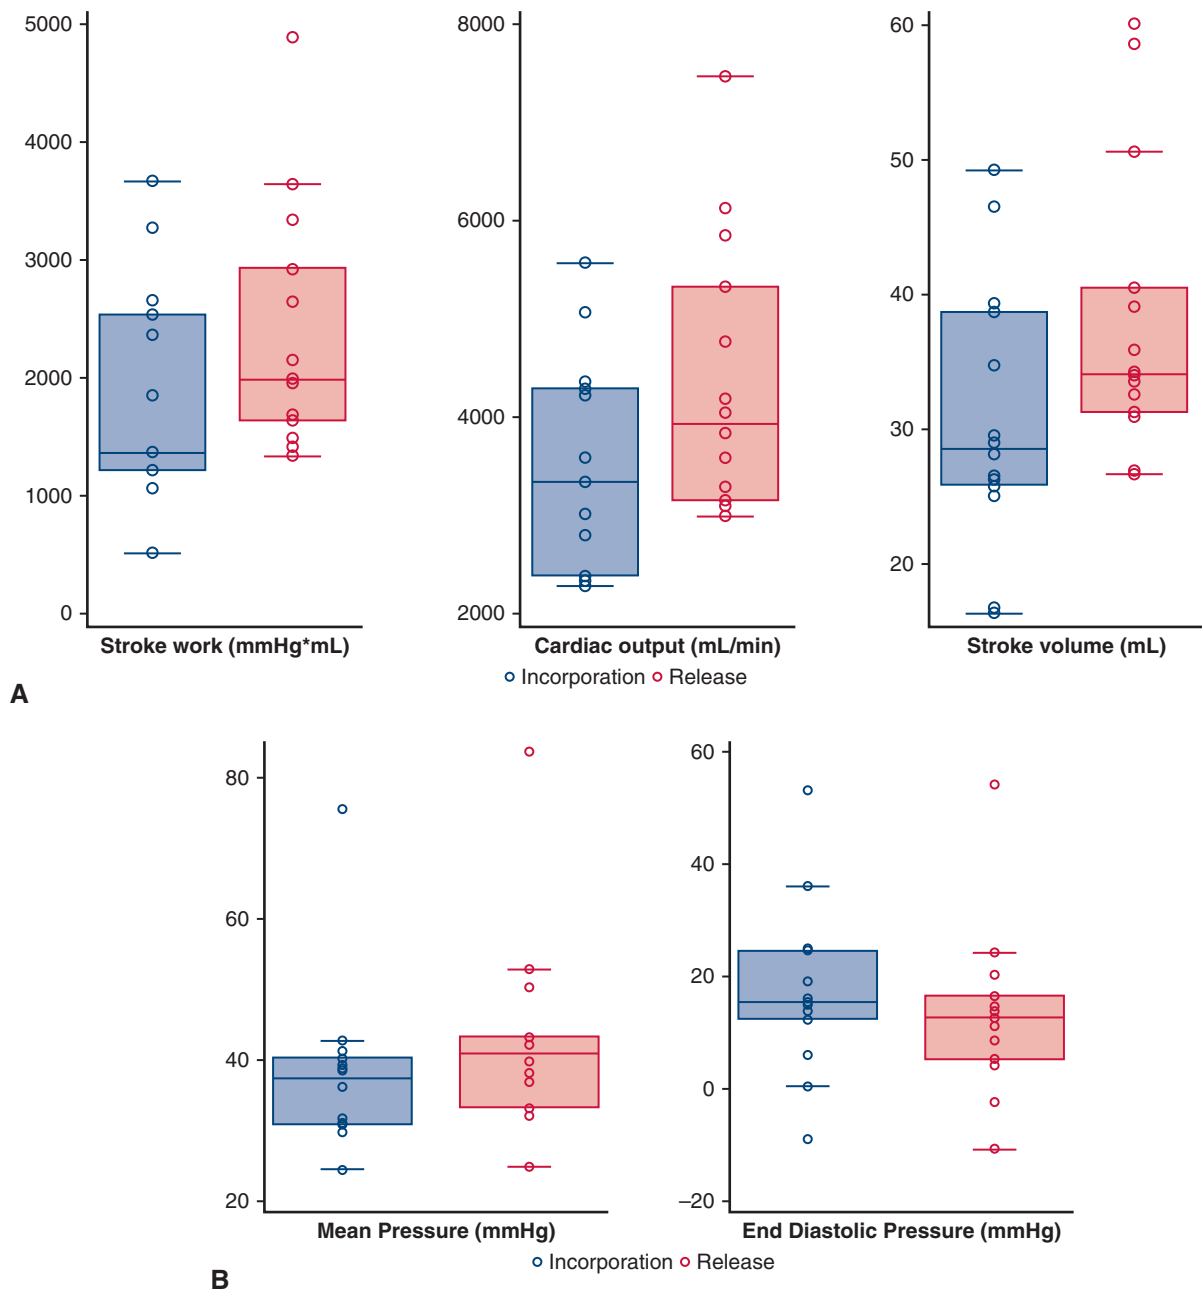 5000
4000
3000
2000
1000
0
Stroke work (mmHg*mL)
8000
6000
4000
2000
Cardiac output (mL/min)
60
50
40
30
20
Stroke volume (mL)
Incorporation Release
A
80
60
40
20
Mean Pressure (mmHg)
60
40
20
0
–20
End Diastolic Pressure (mmHg)
Incorporation Release
B